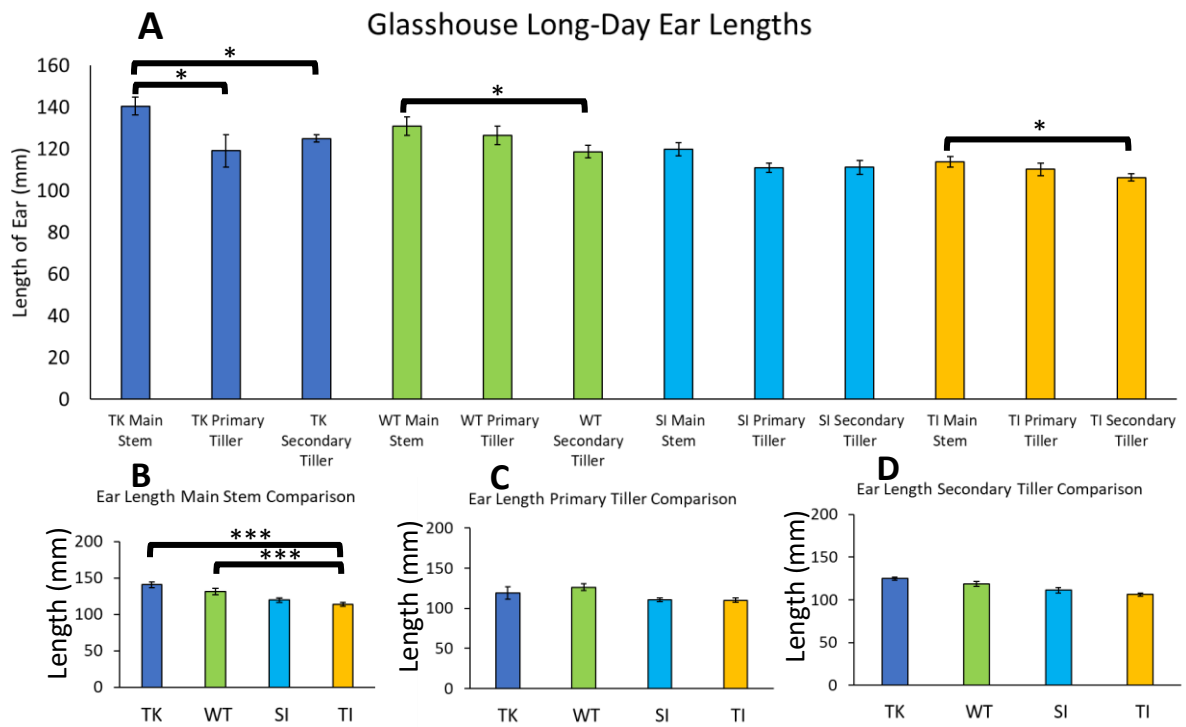 A
Glasshouse Long-Day Ear Lengths
*
*
*
*
160
140
120
100
80
60
40
20
0
Length of Ear (mm)
TK Main
Stem
TK Primary
Tiller
TK
Secondary
Tiller
WT Main
Stem
WT Primary
Tiller
WT
Secondary
Tiller
SI Main
Stem
SI Primary
Tiller
SI Secondary
Tiller
TI Main
Stem
TI Primary
Tiller
TI Secondary
Tiller
B
Ear Length Main Stem Comparison
***
***
200
150
100
50
0
Length (mm)
TK
WT
SI
TI
C
Ear Length Primary Tiller Comparison
200
150
100
50
0
Length (mm)
TK
WT
SI
TI
D
Ear Length Secondary Tiller Comparison
200
150
100
50
0
Length (mm)
TK
WT
SI
TI